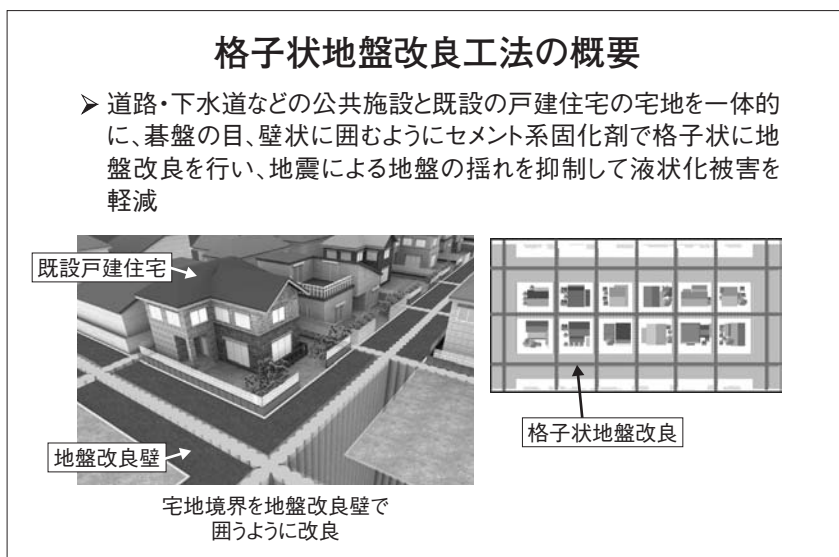 格子状地盤改良工法の概要
➢ 道路・下水道などの公共施設と既設の戸建住宅の宅地を一体的
に、碁盤の目、壁状に囲むようにセメント系固化剤で格子状に地
盤改良を行い、地震による地盤の揺れを抑制して液状化被害を
軽減
既設戸建住宅
地盤改良壁
宅地境界を地盤改良壁で
囲うように改良
格子状地盤改良